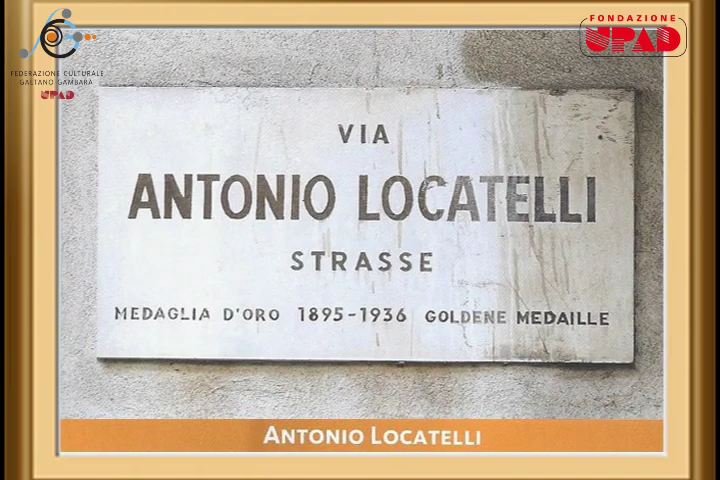 FEDERAZIONE CULTURALE
GAETANO GAMBARA
UPAD
FONDAZIONE
UPAD
VIA
ANTONIO LOCATELLI
STRASSE
MEDAGLIA D'ORO 1895-1936 GOLDENE MEDAILLE
ANTONIO LOCATELLI